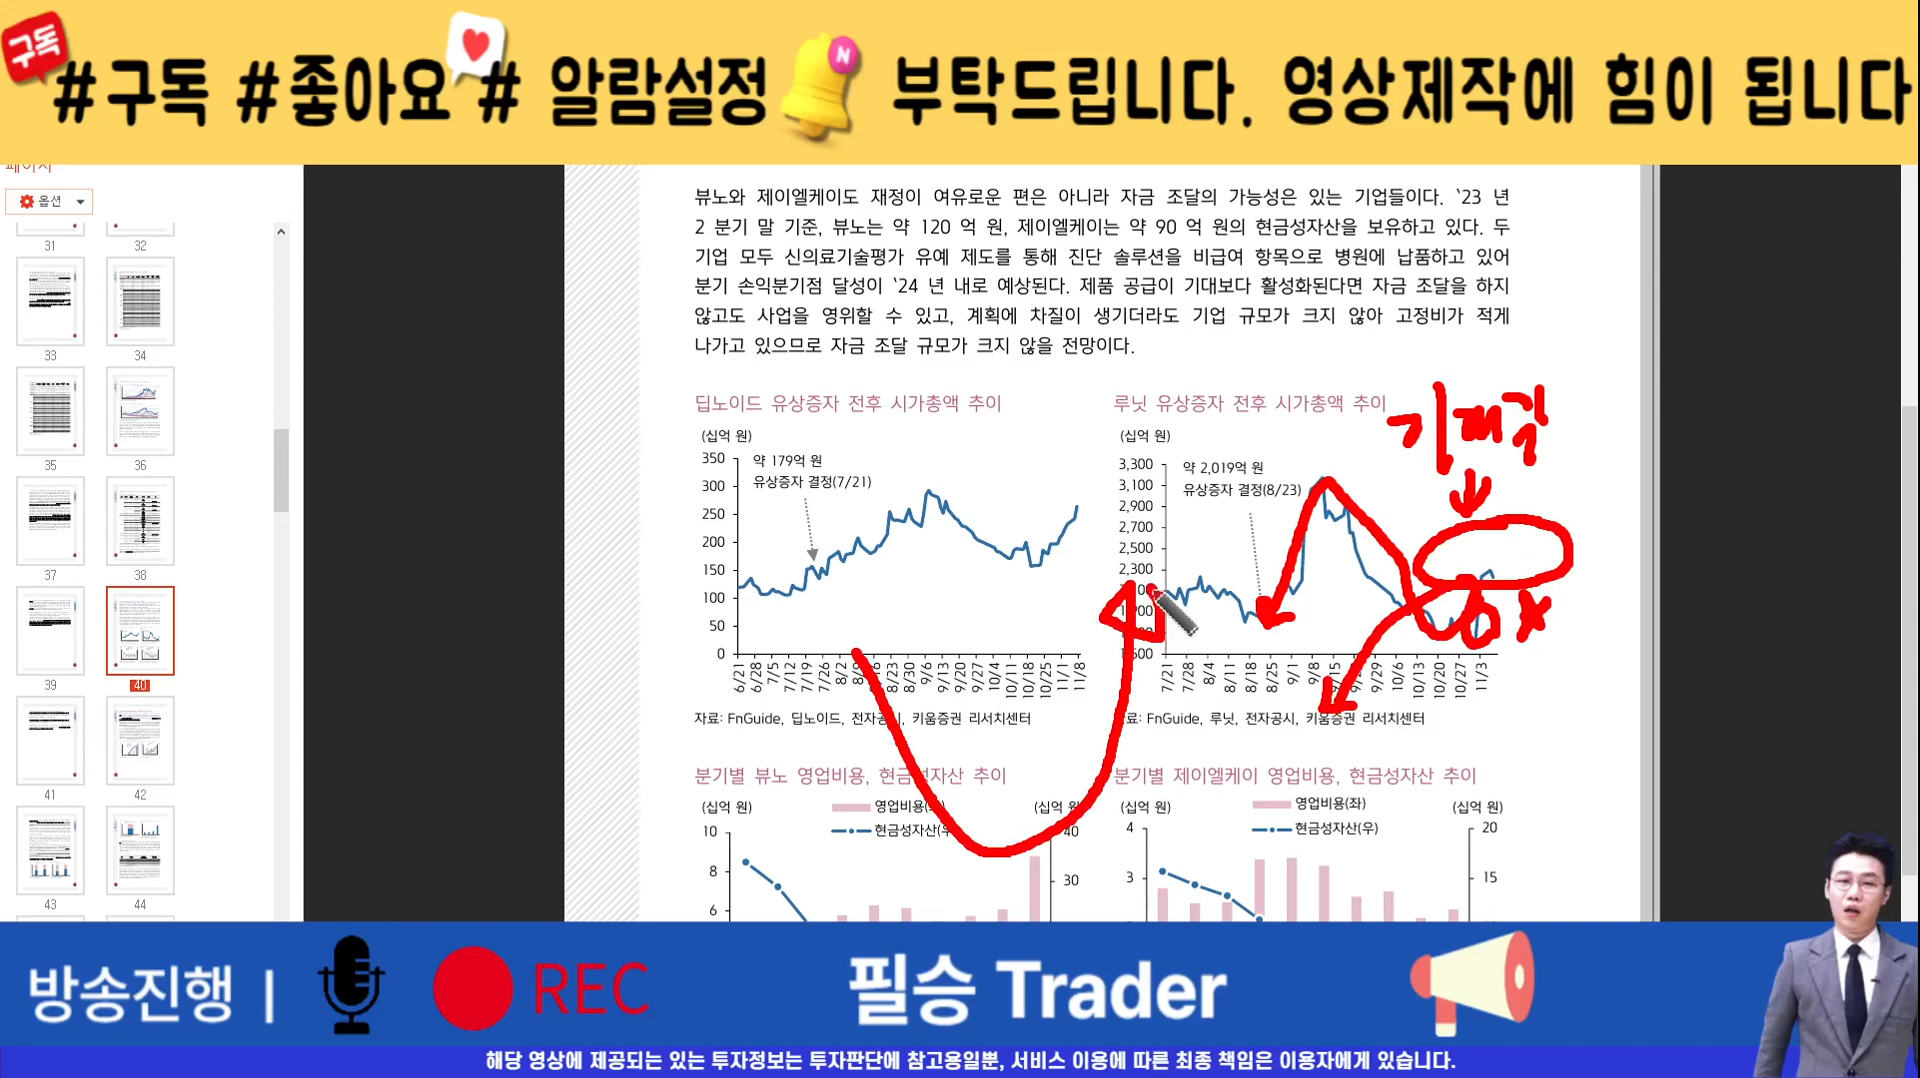 구독
#구독 #좋아요 # 알람설정 N 부탁드립니다. 영상제작에 힘이 됩니다
페이지
옵션
31 32
33 34
35 36
37 38
39 40
41 42
43 44
뷰노와 제이엘케이도 재정이 여유로운 편은 아니라 자금 조달의 가능성은 있는 기업들이다. ‘23 년
2 분기 말 기준, 뷰노는 약 120 억 원, 제이엘케이는 약 90 억 원의 현금성자산을 보유하고 있다. 두
기업 모두 신의료기술평가 유예 제도를 통해 진단 솔루션을 비급여 항목으로 병원에 납품하고 있어
분기 손익분기점 달성이 ‘24 년 내로 예상된다. 제품 공급이 기대보다 활성화된다면 자금 조달을 하지
않고도 사업을 영위할 수 있고, 계획에 차질이 생기더라도 기업 규모가 크지 않아 고정비가 적게
나가고 있으므로 자금 조달 규모가 크지 않을 전망이다.
딥노이드 유상증자 전후 시가총액 추이
(십억 원)
약 179억 원
유상증자 결정(7/21)
350
300
250
200
150
100
50
0
6/21 6/28 7/5 7/12 7/19 7/26 8/2 8/9 8/16 8/23 8/30 9/6 9/13 9/20 9/27 10/4 10/11 10/18 10/25 11/1 11/8
자료: FnGuide, 딥노이드, 전자공시, 키움증권 리서치센터
루닛 유상증자 전후 시가총액 추이
(십억 원)
약 2,019억 원
유상증자 결정(8/23)
3,300
3,100
2,900
2,700
2,500
2,300
7/21 7/28 8/4 8/11 8/18 8/25 9/1 9/8 9/15 9/29 10/6 10/13 10/20 10/27 11/3
FnGuide, 루닛, 전자공시, 키움증권 리서치센터
분기별 뷰노 영업비용, 현금성자산 추이
(십억 원) 영업비용 (십억 원)
현금성자산
10
8
6
40
30
분기별 제이엘케이 영업비용, 현금성자산 추이
(십억 원) 영업비용(좌) (십억 원)
현금성자산(우)
4
3
20
15
방송진행 | REC 필승 Trader
해당 영상에 제공되는 있는 투자정보는 투자판단에 참고용일뿐, 서비스 이용에 따른 최종 책임은 이용자에게 있습니다.